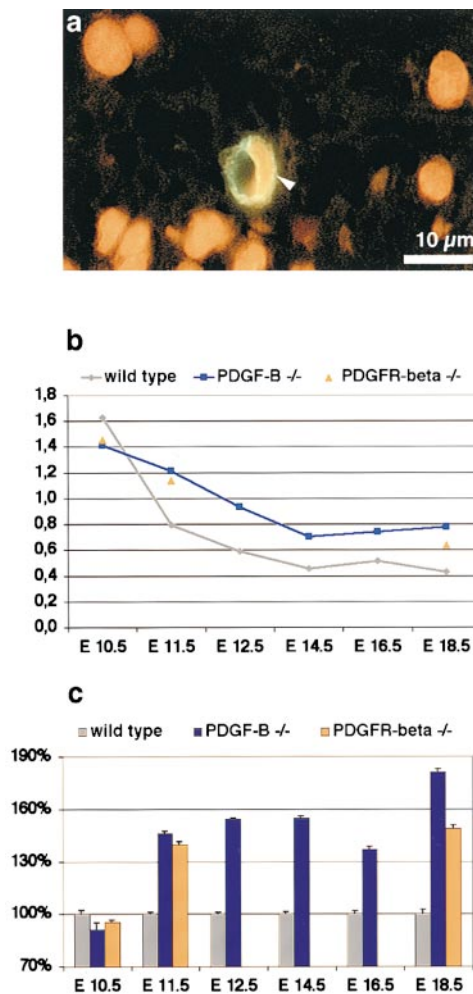 a
10 µm
b
wild type PDGF-B -/- PDGFR-beta -/-
1,8
1,6
1,4
1,2
1,0
0,8
0,6
0,4
0,2
0,0
E 10.5 E 11.5 E 12.5 E 14.5 E 16.5 E 18.5
c
wild type PDGF-B -/- PDGFR-beta -/-
190%
160%
130%
100%
70%
E 10.5 E 11.5 E 12.5 E 14.5 E 16.5 E 18.5